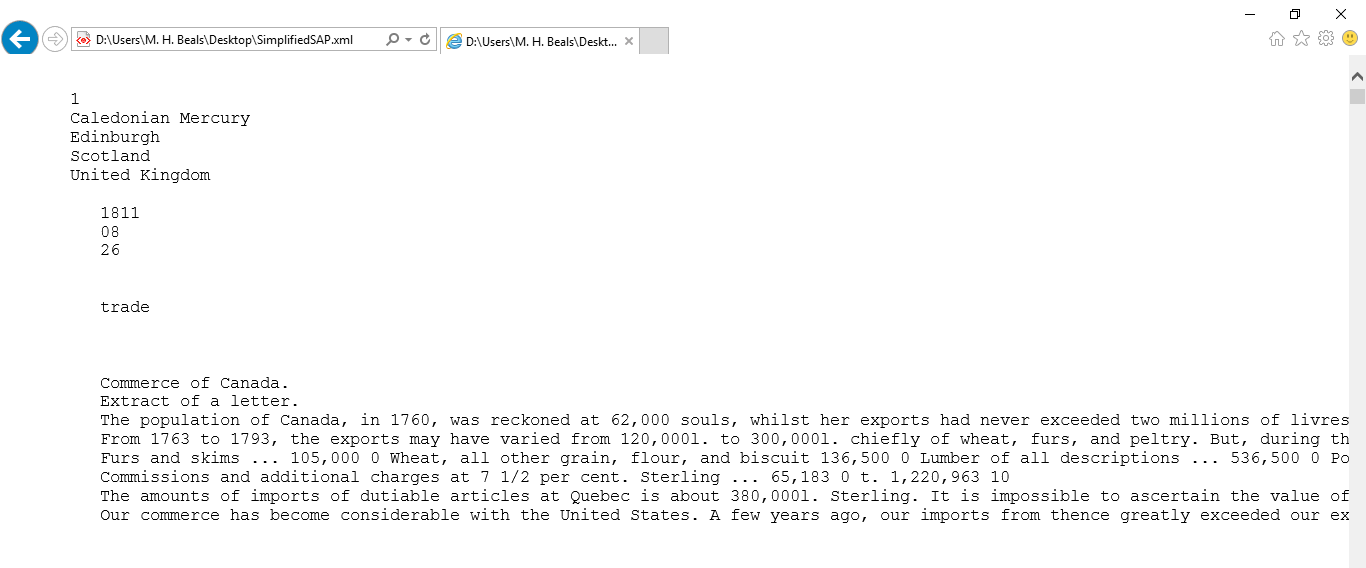 D:\Users\M. H. Beals\Desktop\SimplifiedSAP.xml
D:\Users\M. H. Beals\Deskt...
1
Caledonian Mercury
Edinburgh
Scotland
United Kingdom
1811
08
26
trade
Commerce of Canada.
Extract of a letter.
The population of Canada, in 1760, was reckoned at 62,000 souls, whilst her exports had never exceeded two millions of livres
From 1763 to 1793, the exports may have varied from 120,000l. to 300,000l. chiefly of wheat, furs, and peltry. But, during th
Furs and skims ... 105,000 0 Wheat, all other grain, flour, and biscuit 136,500 0 Lumber of all descriptions ... 536,500 0 Po
Commissions and additional charges at 7 1/2 per cent. Sterling ... 65,183 0 t. 1,220,963 10
The amounts of imports of dutiable articles at Quebec is about 380,000l. Sterling. It is impossible to ascertain the value of
Our commerce has become considerable with the United States. A few years ago, our imports from thence greatly exceeded our ex